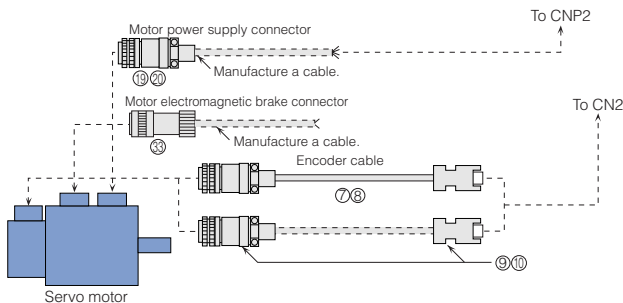 Motor power supply connector
To CNP2
Manufacture a cable.
⑲⑳
Motor electromagnetic brake connector
To CN2
㉝
Manufacture a cable.
Encoder cable
⑦⑧
⑨⑩
Servo motor